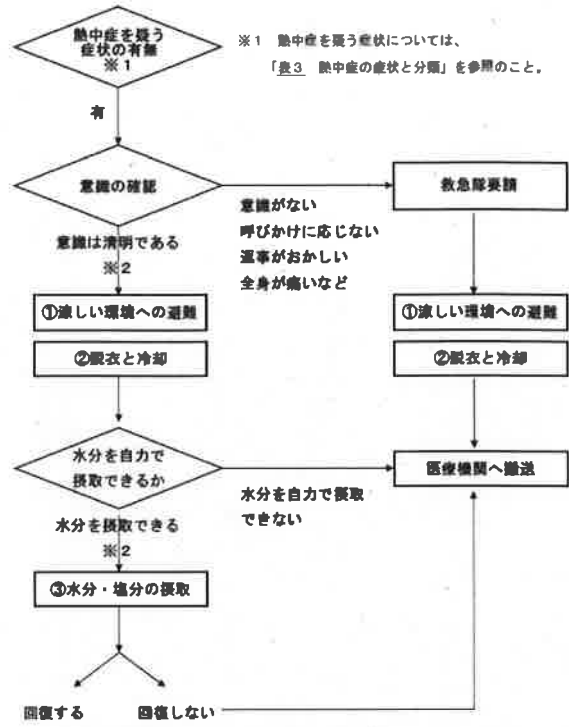 熱中症を疑う
症状の有無
※1
※1 熱中症を疑う症状については、
「表3 熱中症の症状と分類」を参照のこと。
有
意識の確認
救急隊要請
意識がない
呼びかけに応じない
返事がおかしい
全身が痛いなど
意識は清明である
※2
①涼しい環境への避難
①涼しい環境への避難
②脱衣と冷却
②脱衣と冷却
水分を自力で
摂取できるか
医療機関へ搬送
水分を自力で摂取
できない
水分を摂取できる
※2
③水分・塩分の摂取
回復する
回復しない